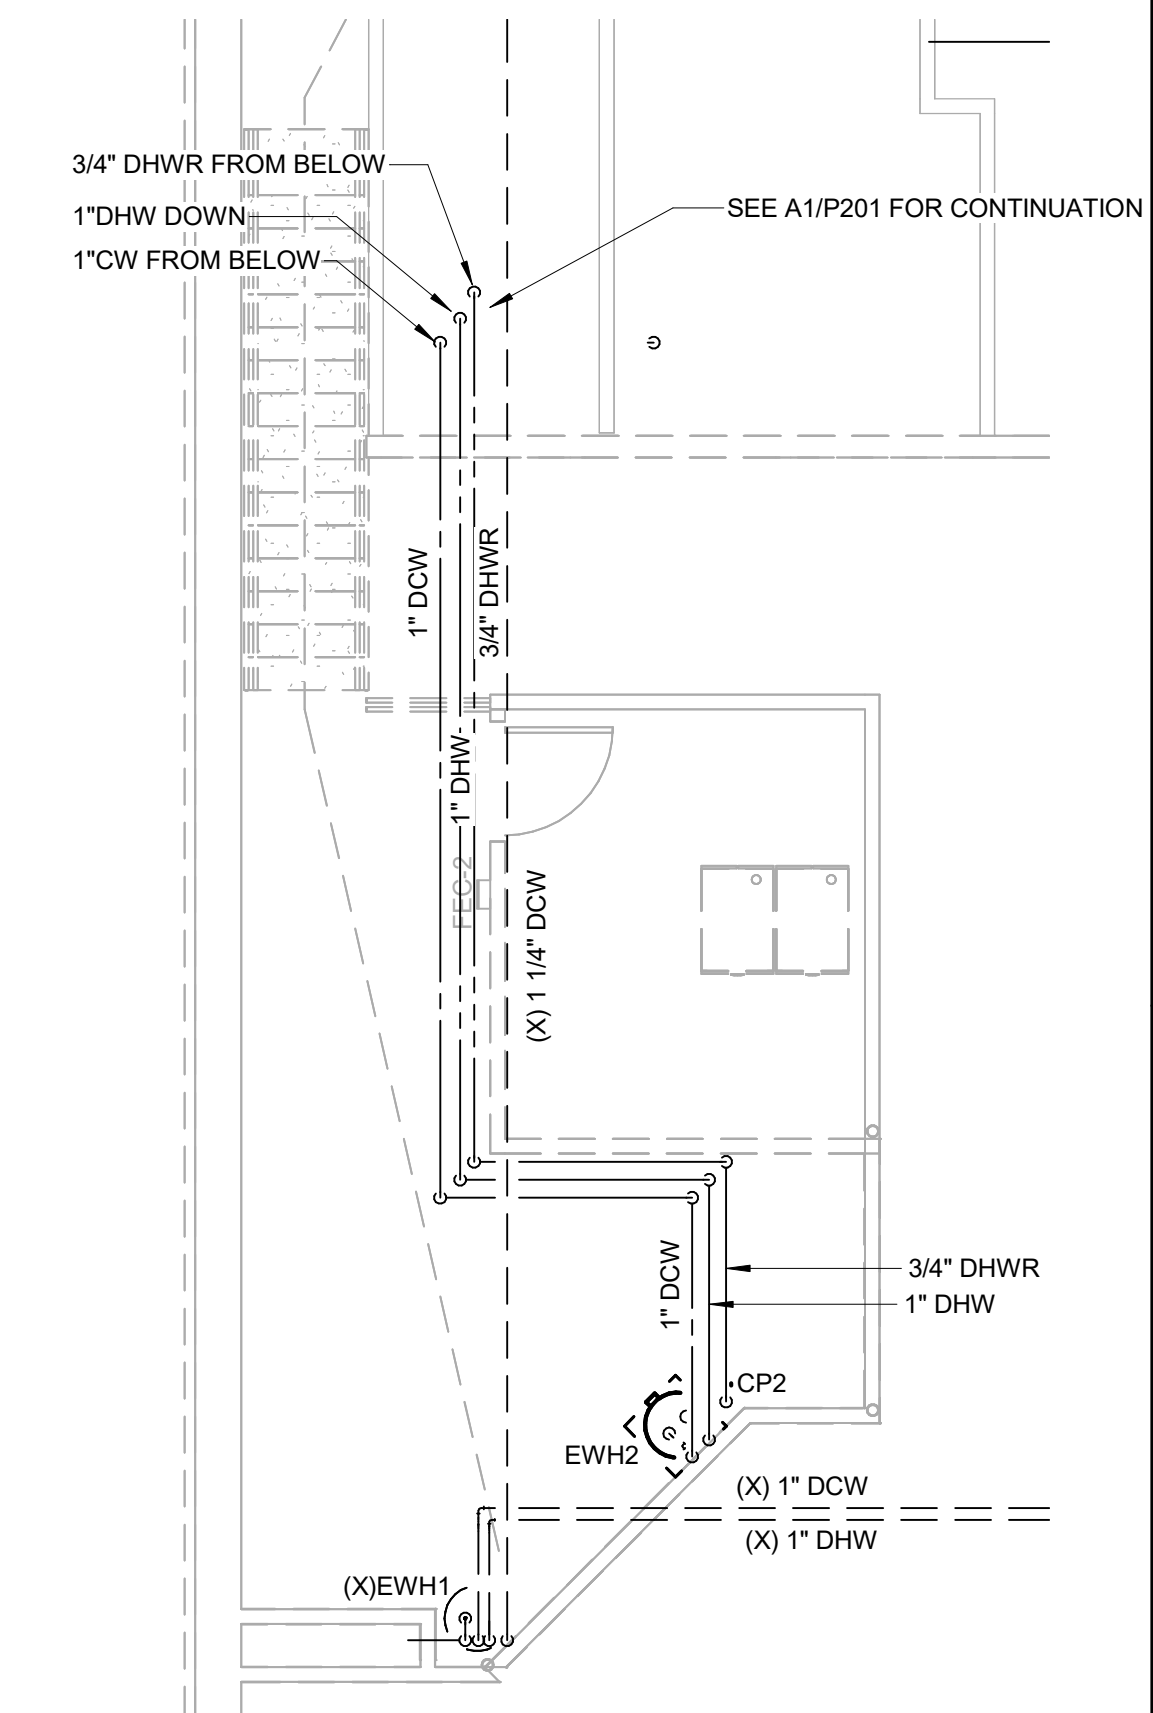 3/4" DHWR FROM BELOW
1"DHW DOWN
1"CW FROM BELOW
SEE A1/P201 FOR CONTINUATION
1" DCW
3/4" DHWR
1" DHW
FEC-2
(X) 1 1/4" DCW
1" DCW
3/4" DHWR
1" DHW
CP2
EWH2
(X) 1" DCW
(X) 1" DHW
(X)EWH1